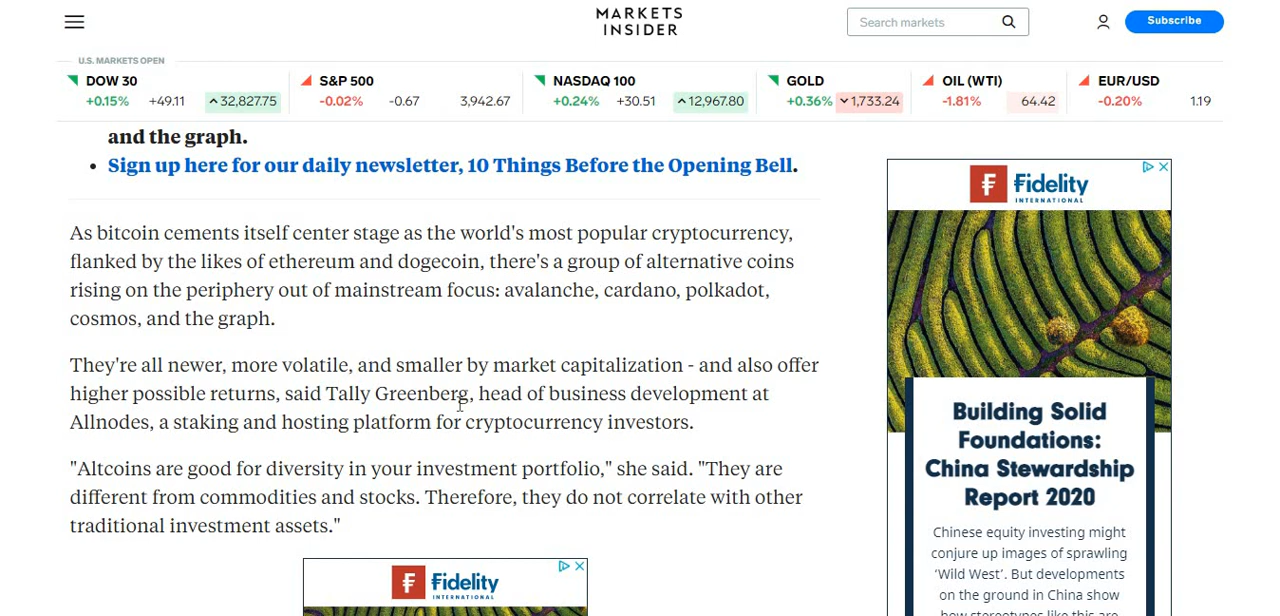 MARKETS
INSIDER
Search markets
Subscribe
U.S. MARKETS OPEN
DOW 30
+0.15% +49.11 32,827.75
S&P 500
-0.02% -0.67 3,942.67
NASDAQ 100
+0.24% +30.51 12,967.80
GOLD
+0.36% 1,733.24
OIL (WTI)
-1.81% 64.42
EUR/USD
-0.20% 1.19
and the graph.
• Sign up here for our daily newsletter, 10 Things Before the Opening Bell.
As bitcoin cements itself center stage as the world's most popular cryptocurrency,
flanked by the likes of ethereum and dogecoin, there's a group of alternative coins
rising on the periphery out of mainstream focus: avalanche, cardano, polkadot,
cosmos, and the graph.
They're all newer, more volatile, and smaller by market capitalization - and also offer
higher possible returns, said Tally Greenberg, head of business development at
Allnodes, a staking and hosting platform for cryptocurrency investors.
"Altcoins are good for diversity in your investment portfolio," she said. "They are
different from commodities and stocks. Therefore, they do not correlate with other
traditional investment assets."
Fidelity
INTERNATIONAL
Fidelity
INTERNATIONAL
Building Solid
Foundations:
China Stewardship
Report 2020
Chinese equity investing might
conjure up images of sprawling
‘Wild West’. But developments
on the ground in China show
how stereotypes like this are